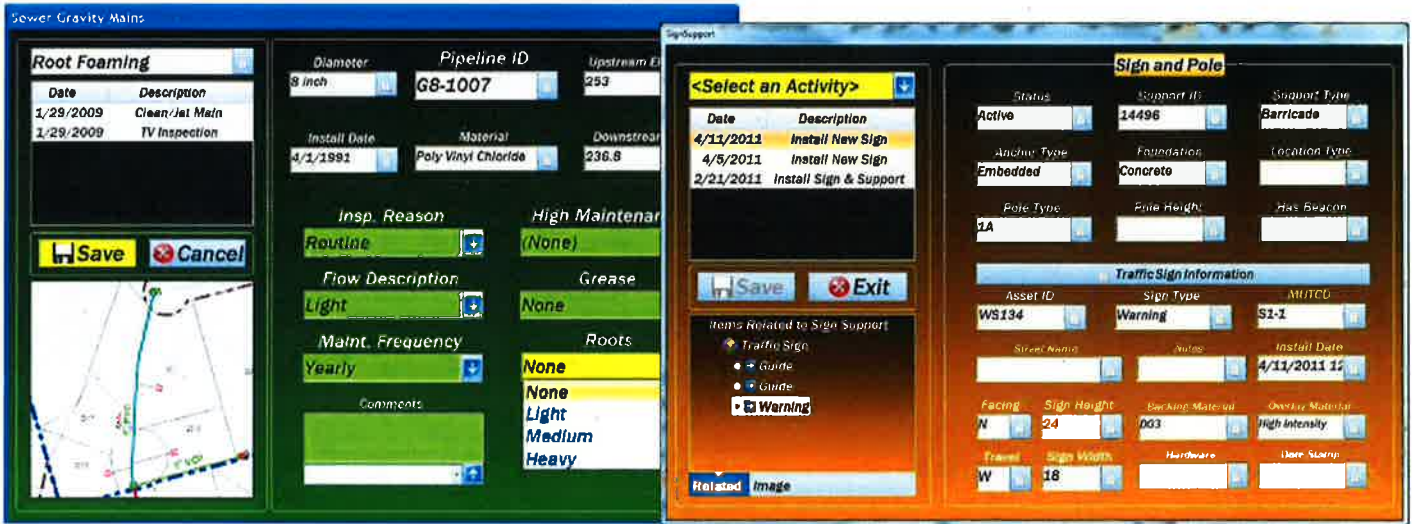 Sewer Gravity Mains
Root Foaming
Date Description
1/29/2009 Clean/Jet Main
1/29/2009 TV Inspection
Save Cancel
Diameter Pipeline ID Upstream El
8 inch G8-1007 253
Install Date Material Downstrear
4/1/1991 Poly Vinyl Chloride 236.8
Insp. Reason High Maintenar
Routine (None)
Flow Description Grease
Light None
Maint. Frequency Roots
Yearly None
Comments
None
Light
Medium
Heavy
SignSupport
<Select an Activity>
Date Description
4/11/2011 Install New Sign
4/5/2011 Install New Sign
2/21/2011 Install Sign & Support
Save Exit
Items Related to Sign Support
Traffic Sign
Guide
Guide
Warning
Related Image
Sign and Pole
Status Support ID Support Type
Active 14496 Barricade
Anchor Type Foundation Location Type
Embedded Concrete
Pole Type Pole Height Has Beacon
1A
Traffic Sign Information
Asset ID Sign Type MUTCD
WS134 Warning S1-1
Street Name Notes Install Date
4/11/2011 12
Facing Sign Height Backing Material Overlay Material
N 24 DG3 High Intensity
Travel Sign Width Hardware Date Stamp
W 18